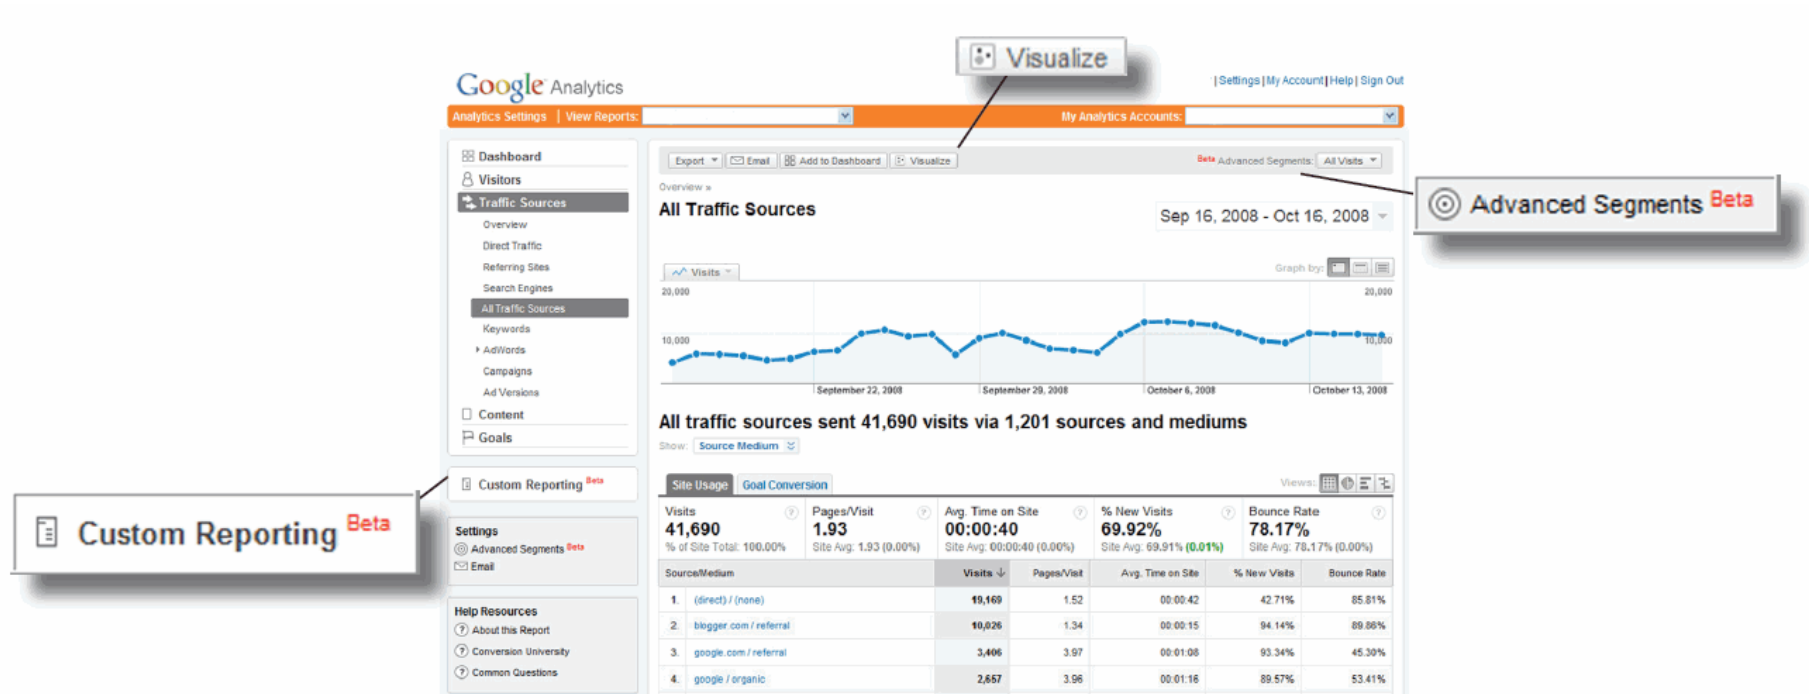 Visualize
Google Analytics
| Settings | My Account | Help | Sign Out
Analytics Settings | View Reports:
My Analytics Accounts:
Dashboard
Visitors
Traffic Sources
Overview
Direct Traffic
Referring Sites
Search Engines
All Traffic Sources
Keywords
AdWords
Campaigns
Ad Versions
Content
Goals
Custom Reporting Beta
Custom Reporting Beta
Settings
Advanced Segments Beta
Email
Help Resources
About this Report
Conversion University
Common Questions
Export Email Add to Dashboard Visualize
Beta Advanced Segments: All Visits
Advanced Segments Beta
Overview »
All Traffic Sources
Sep 16, 2008 - Oct 16, 2008
Visits
Graph by:
20,000 20,000
10,000 10,000
September 22, 2008 September 29, 2008 October 6, 2008 October 13, 2008
All traffic sources sent 41,690 visits via 1,201 sources and mediums
Show: Source Medium
Site Usage Goal Conversion
Views:
Visits Pages/Visit Avg. Time on Site % New Visits Bounce Rate
41,690 1.93 00:00:40 69.92% 78.17%
% of Site Total: 100.00% Site Avg: 1.93 (0.00%) Site Avg: 00:00:40 (0.00%) Site Avg: 69.91% (0.01%) Site Avg: 78.17% (0.00%)
Source/Medium Visits Pages/Visit Avg. Time on Site % New Visits Bounce Rate
1. (direct) / (none) 19,169 1.52 00:00:42 42.71% 85.81%
2. blogger.com / referral 10,026 1.34 00:00:15 94.14% 89.86%
3. google.com / referral 3,406 3.97 00:01:08 93.34% 45.30%
4. google / organic 2,657 3.96 00:01:16 89.57% 53.41%